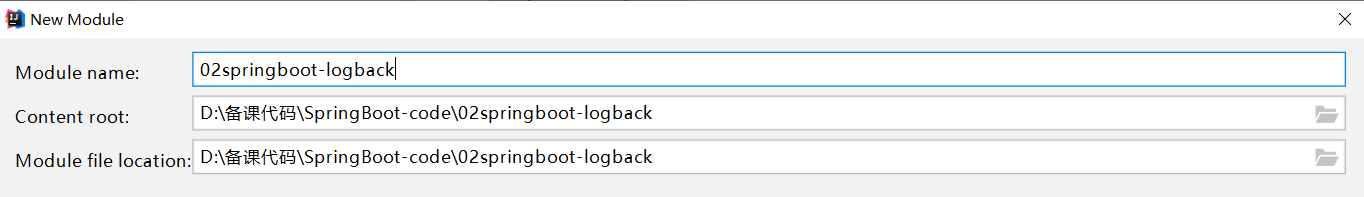 New Module
Module name: 02springboot-logback
Content root: D:\备课代码\SpringBoot-code\02springboot-logback
Module file location: D:\备课代码\SpringBoot-code\02springboot-logback